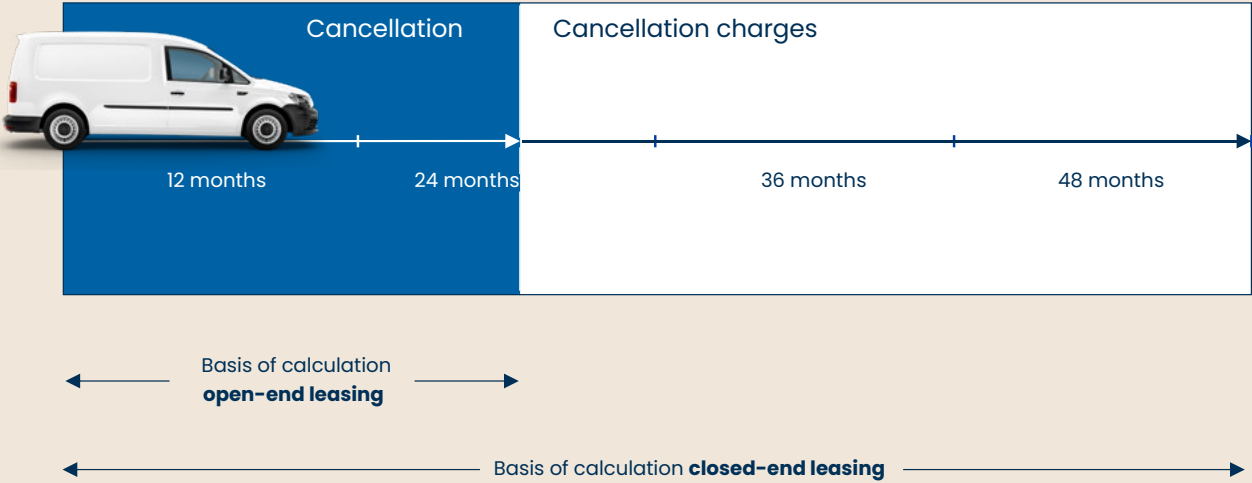 Cancellation
Cancellation charges
12 months
24 months
36 months
48 months
Basis of calculation
open-end leasing
Basis of calculation closed-end leasing